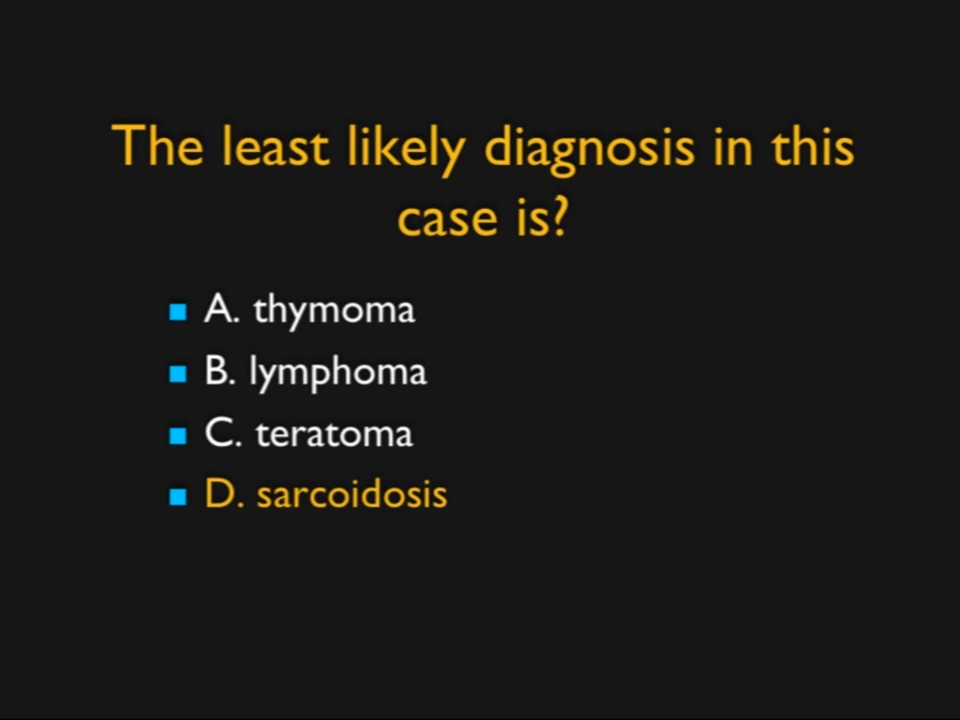 The least likely diagnosis in this
case is?
A. thymoma
B. lymphoma
C. teratoma
D. sarcoidosis